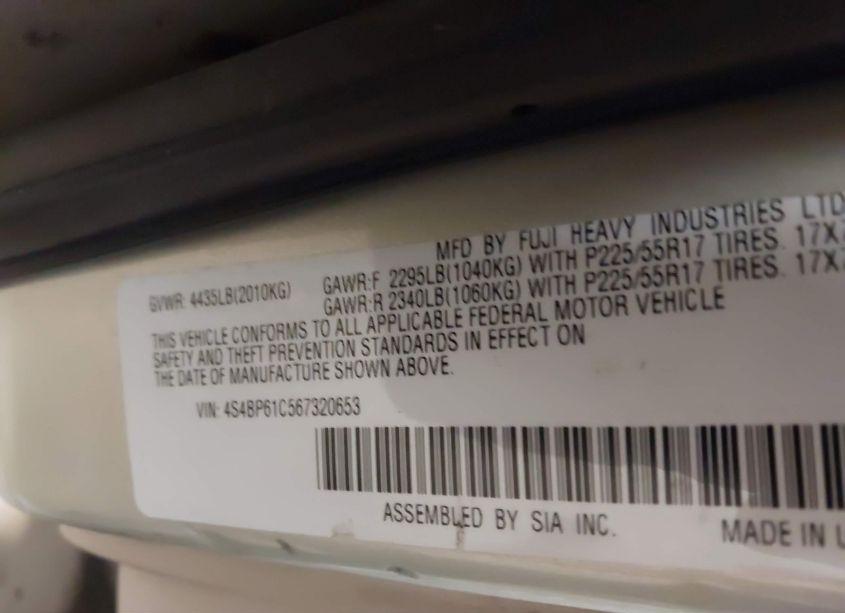 MFD BY FUJI HEAVY INDUSTRIES LTD
GVWR: 4435LB(2010KG) GAWR:F 2295LB(1040KG) WITH P225/55R17 TIRES. 17X7
GAWR:R 2340LB(1060KG) WITH P225/55R17 TIRES. 17X7
THIS VEHICLE CONFORMS TO ALL APPLICABLE FEDERAL MOTOR VEHICLE
SAFETY AND THEFT PREVENTION STANDARDS IN EFFECT ON
THE DATE OF MANUFACTURE SHOWN ABOVE.
VIN: 4S4BP61C567320653
ASSEMBLED BY SIA INC. MADE IN U